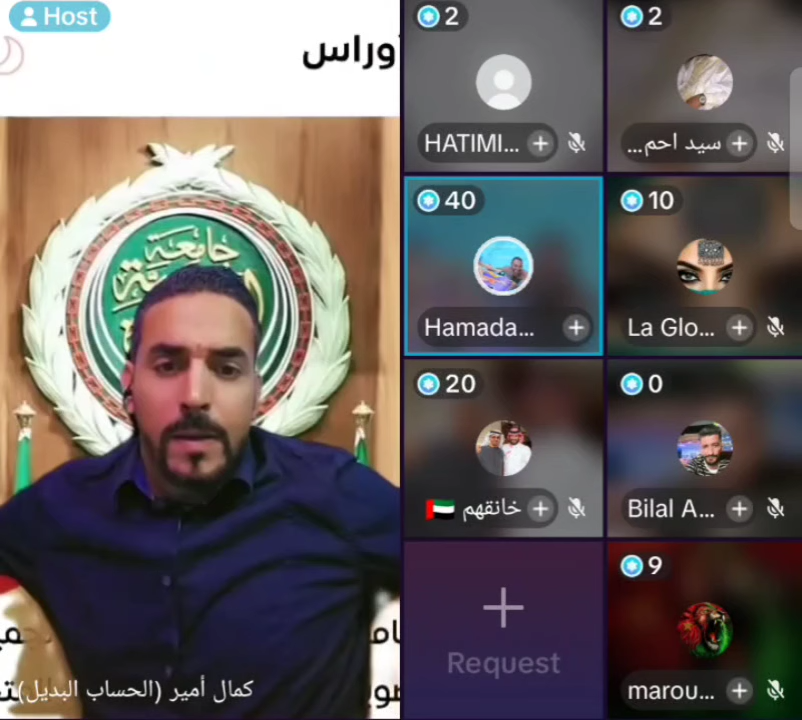 Host
أوراس
جامعة
كمال أمير (الحساب البديل)
2
HATIMI...
2
سيد احم...
40
Hamada...
10
La Glo...
20
خانقهم
0
Bilal A...
Request
9
marou...